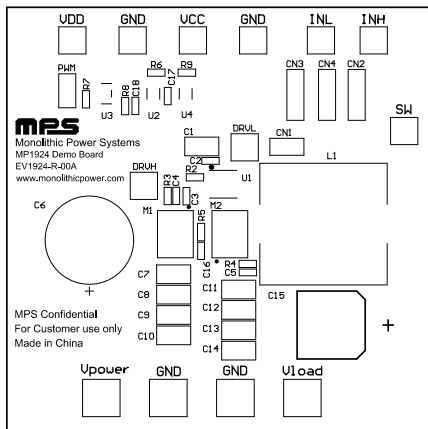 VDD GND VCC GND INL INH
PWM
R7
U3
R8
C18
R6
R9
C17
U2
U4
CN3
CN4
CN2
SW
mps
Monolithic Power Systems
MP1924 Demo Board
EV1924-R-00A
www.monolithicpower.com
C1
DRVL
CN1
C2
R2
U1
L1
DRVH
R3
C4
C3
C6
M1
M2
R5
C16
R4
C5
+
C7
C8
C9
C10
C11
C12
C13
C14
C15
+
MPS Confidential
For Customer use only
Made in China
Vpower GND GND Vload